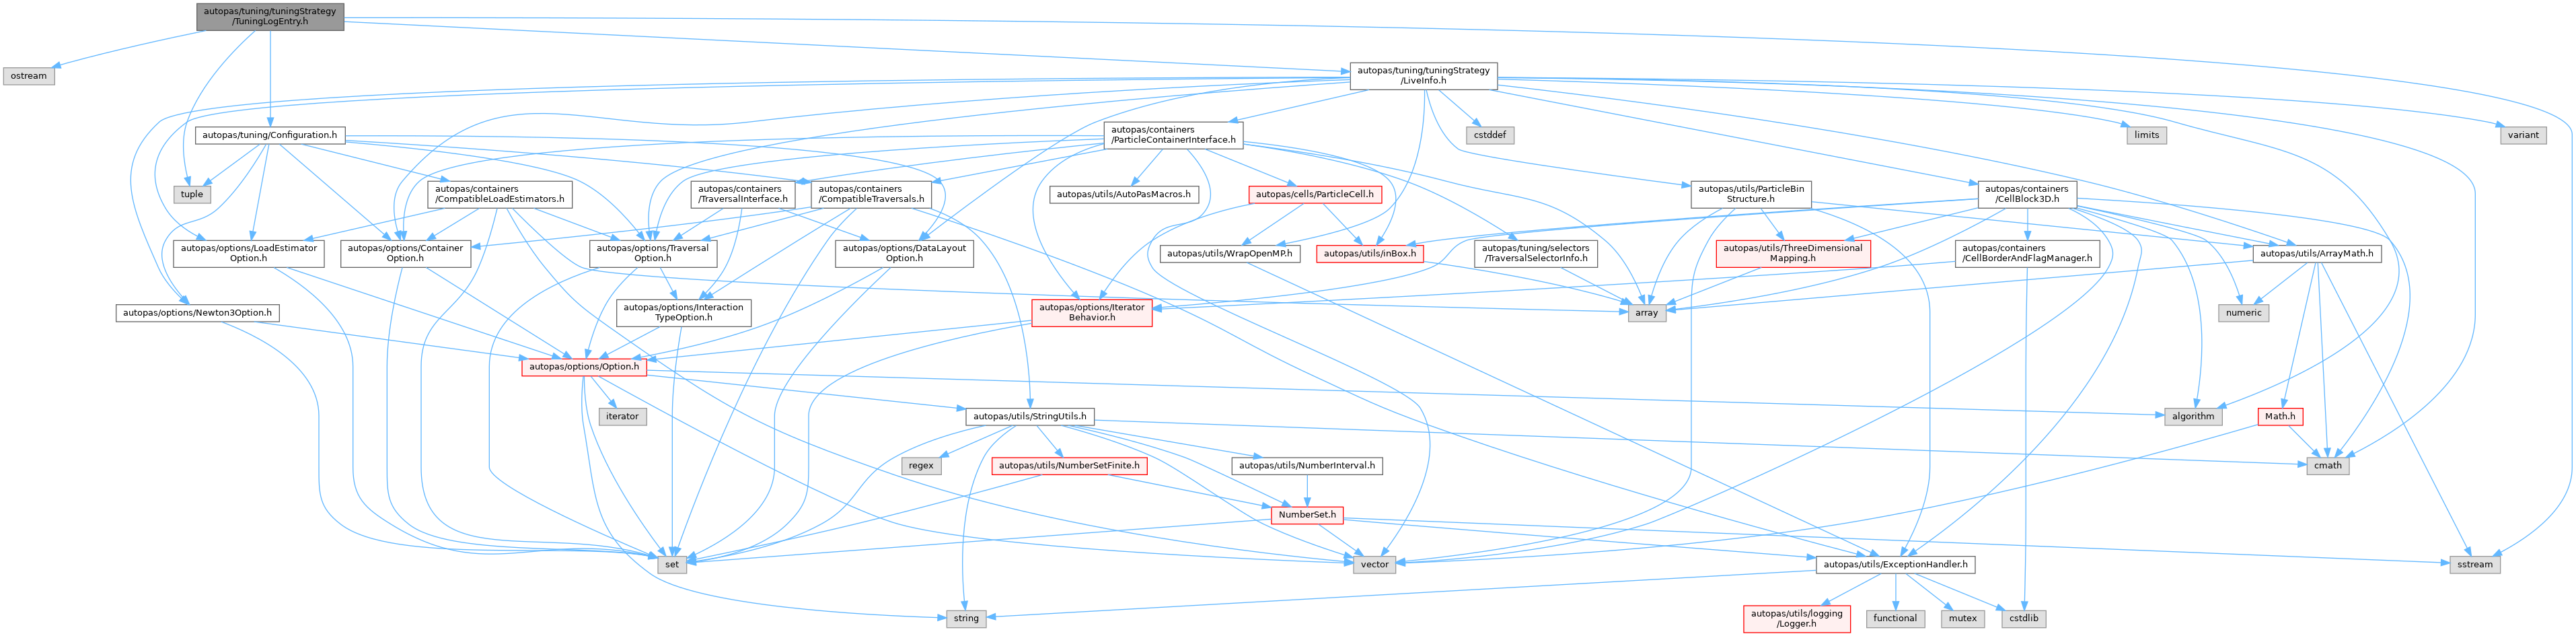 autopas/tuning/tuningStrategy
/TuningLogEntry.h
ostream
autopas/tuning/tuningStrategy
/LiveInfo.h
autopas/tuning/Configuration.h
autopas/containers
/ParticleContainerInterface.h
cstddef
limits
variant
tuple
autopas/containers
/CompatibleLoadEstimators.h
autopas/containers
/TraversalInterface.h
autopas/containers
/CompatibleTraversals.h
autopas/utils/AutoPasMacros.h
autopas/cells/ParticleCell.h
autopas/utils/ParticleBin
Structure.h
autopas/containers
/CellBlock3D.h
autopas/options/LoadEstimator
Option.h
autopas/options/Container
Option.h
autopas/options/Traversal
Option.h
autopas/options/DataLayout
Option.h
autopas/utils/WrapOpenMP.h
autopas/utils/inBox.h
autopas/tuning/selectors
/TraversalSelectorInfo.h
autopas/utils/ThreeDimensional
Mapping.h
autopas/containers
/CellBorderAndFlagManager.h
autopas/utils/ArrayMath.h
autopas/options/Newton3Option.h
autopas/options/Interaction
TypeOption.h
autopas/options/Iterator
Behavior.h
array
numeric
autopas/options/Option.h
iterator
autopas/utils/StringUtils.h
algorithm
Math.h
regex
autopas/utils/NumberSetFinite.h
autopas/utils/NumberInterval.h
cmath
NumberSet.h
set
vector
autopas/utils/ExceptionHandler.h
sstream
string
autopas/utils/logging
/Logger.h
functional
mutex
cstdlib